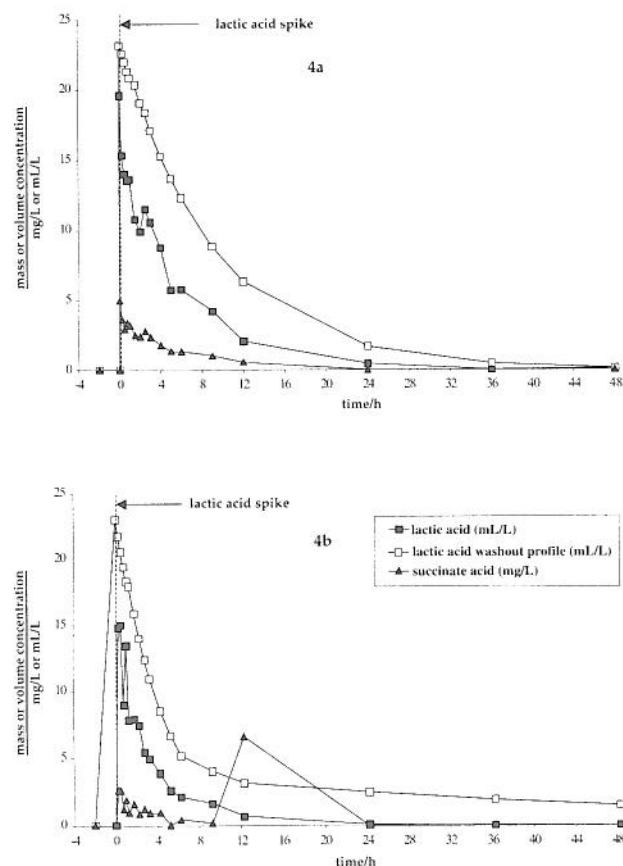 lactic acid spike
25
4a
20
15
10
5
0
mass or volume concentration
mg/L or mL/L
-4 0 4 8 12 16 20 24 28 32 36 40 44 48
time/h
lactic acid spike
25
4b
lactic acid (mL/L)
lactic acid washout profile (mL/L)
succinate acid (mg/L)
20
15
10
5
0
mass or volume concentration
mg/L or mL/L
-4 0 4 8 12 16 20 24 28 32 36 40 44 48
time/h